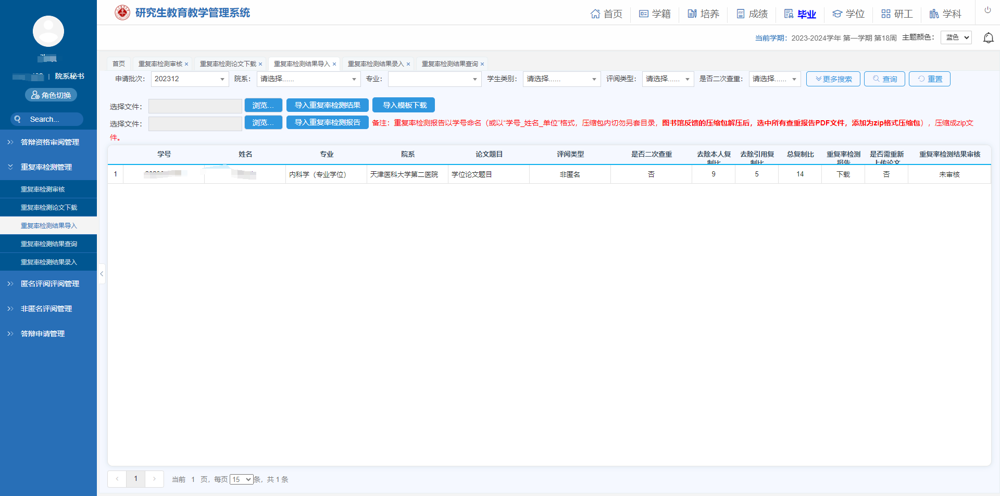 研究生教育教学管理系统
首页 学籍 培养 成绩 毕业 学位 研工 学科
当前学期：2023-2024学年 第一学期 第18周 主题颜色： 蓝色
院系秘书
角色切换
Search...
答辩资格审阅管理
重复率检测管理
重复率检测审核
重复率检测论文下载
重复率检测结果导入
重复率检测结果查询
重复率检测结果录入
匿名评阅评阅管理
非匿名评阅管理
答辩申请管理
首页 重复率检测审核 × 重复率检测论文下载 × 重复率检测结果导入 × 重复率检测结果录入 × 重复率检测结果查询 ×
申请批次： 202312 院系： 请选择...... 专业： 学生类别： 请选择...... 评阅类型： 请选择...... 是否二次查重： 请选择...... 更多搜索 查询 重置
选择文件： 浏览... 导入重复率检测结果 导入模板下载
选择文件： 浏览... 导入重复率检测报告 备注：重复率检测报告以学号命名（或以“学号_姓名_单位”格式，压缩包内切勿另套目录，图书馆反馈的压缩包解压后，选中所有查重报告PDF文件，添加为zip格式压缩包），压缩成zip文
件。
学号 姓名 专业 院系 论文题目 评阅类型 是否二次查重 去除本人复制比 去除引用复制比 总复制比 重复率检测报告 是否需重新上传论文 重复率检测结果审核
1 内科学（专业学位） 天津医科大学第二医院 学位论文题目 非匿名 否 9 5 14 下载 否 未审核
1 当前 1 页，每页 15 条，共 1 条